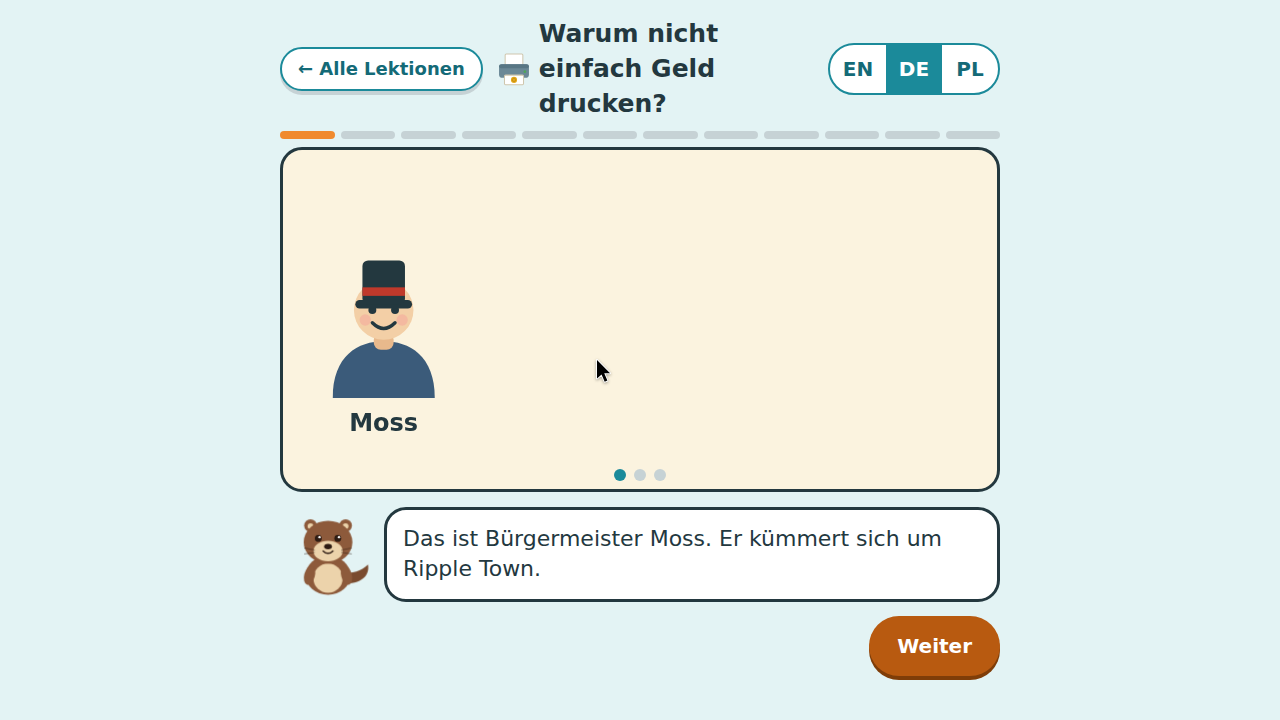 ← Alle Lektionen
Warum nicht
einfach Geld
drucken?
EN DE PL
Moss
Das ist Bürgermeister Moss. Er kümmert sich um
Ripple Town.
Weiter